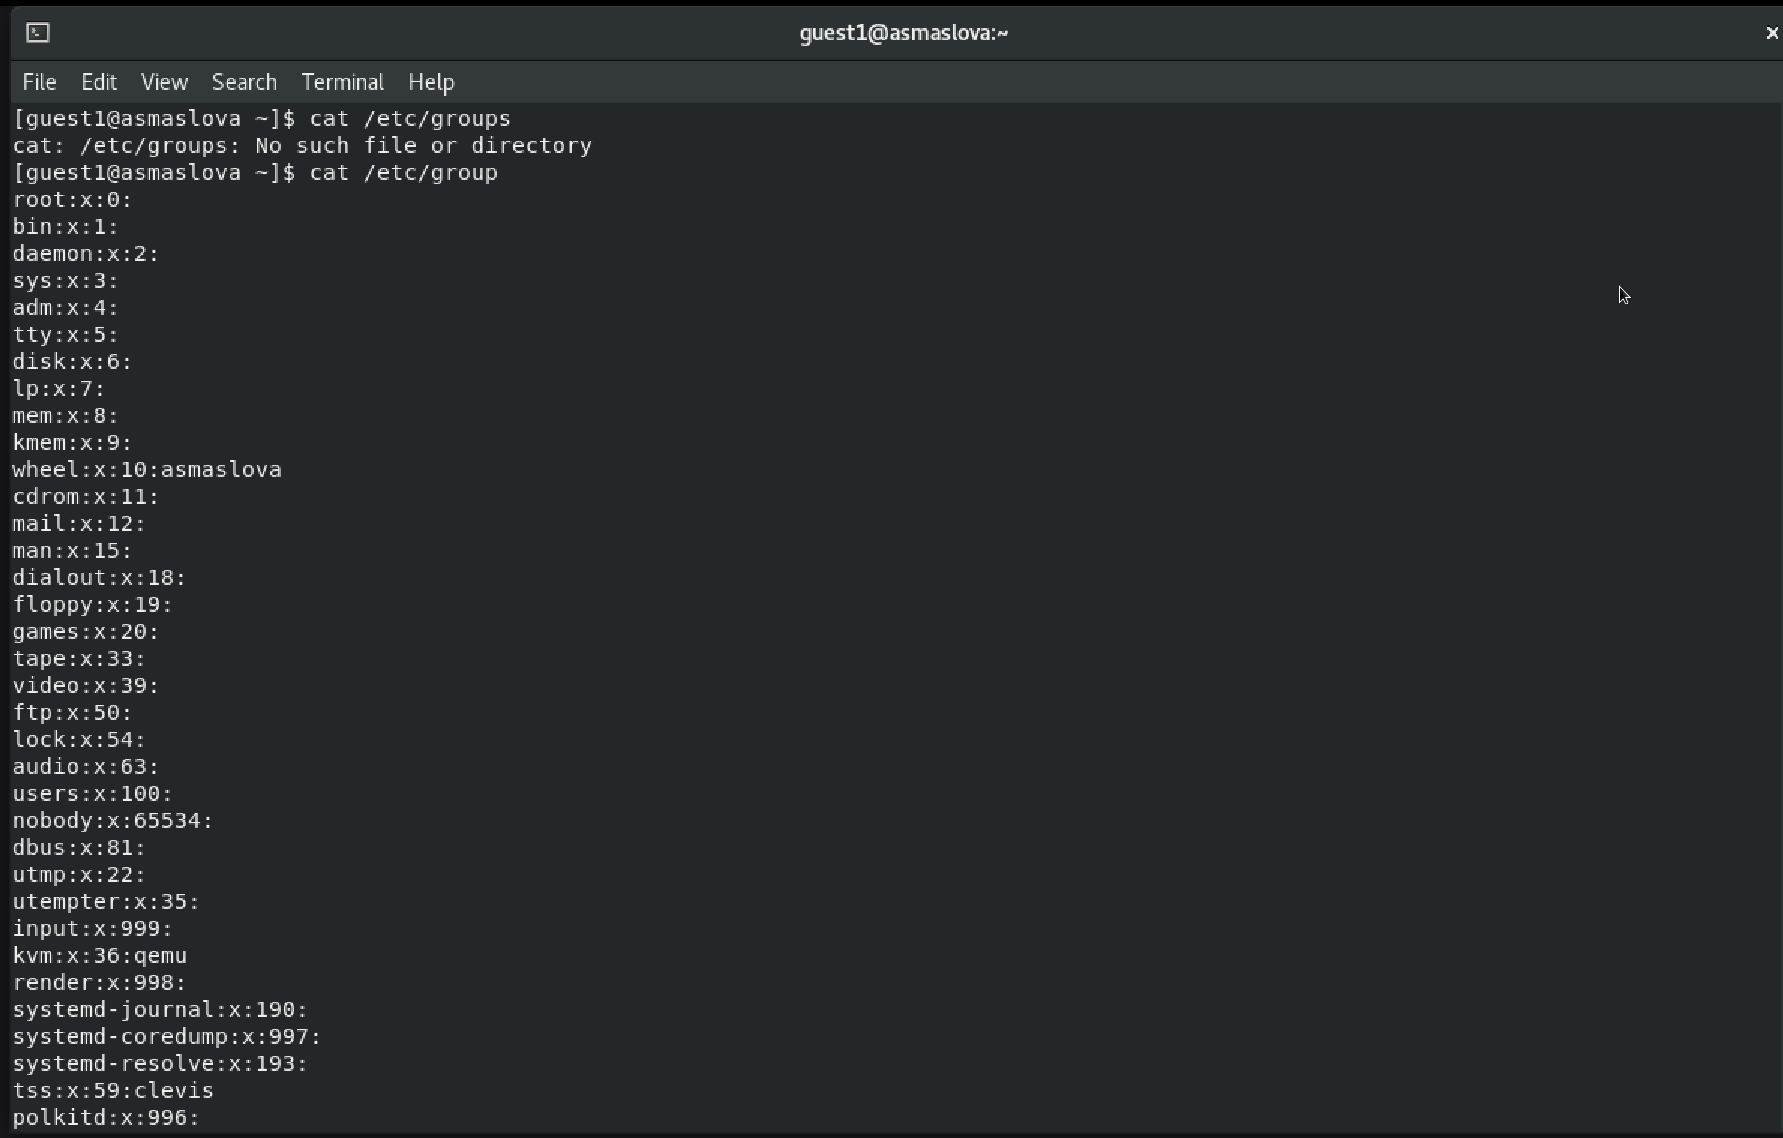 guest1@asmaslova:~
File Edit View Search Terminal Help
[guest1@asmaslova ~]$ cat /etc/groups
cat: /etc/groups: No such file or directory
[guest1@asmaslova ~]$ cat /etc/group
root:x:0:
bin:x:1:
daemon:x:2:
sys:x:3:
adm:x:4:
tty:x:5:
disk:x:6:
lp:x:7:
mem:x:8:
kmem:x:9:
wheel:x:10:asmaslova
cdrom:x:11:
mail:x:12:
man:x:15:
dialout:x:18:
floppy:x:19:
games:x:20:
tape:x:33:
video:x:39:
ftp:x:50:
lock:x:54:
audio:x:63:
users:x:100:
nobody:x:65534:
dbus:x:81:
utmp:x:22:
utempter:x:35:
input:x:999:
kvm:x:36:qemu
render:x:998:
systemd-journal:x:190:
systemd-coredump:x:997:
systemd-resolve:x:193:
tss:x:59:clevis
polkitd:x:996: